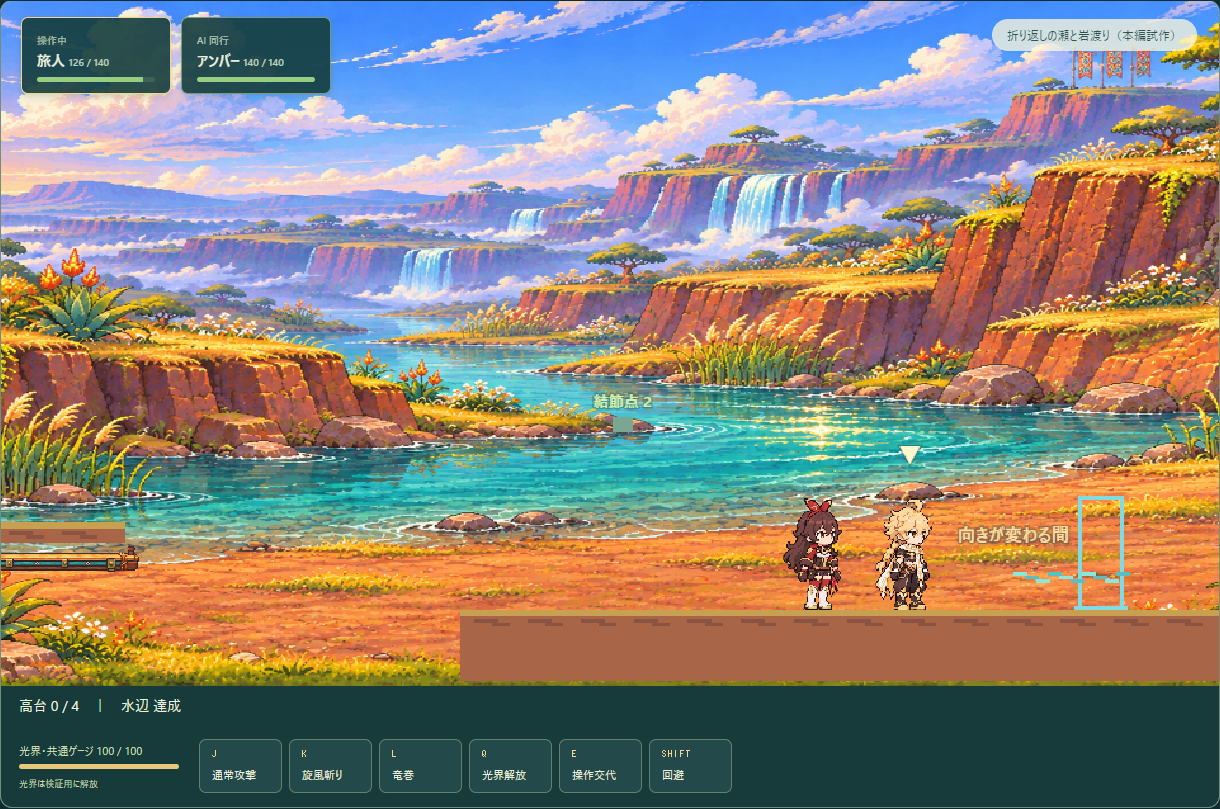 操作中
旅人 126 / 140
AI 同行
アンバー 140 / 140
折り返しの瀬と岩渡り（本編試作）
結節点 2
向きが変わる間
高台 0 / 4 | 水辺 達成
光界・共通ゲージ 100 / 100
光界は検証用に解放
J
通常攻撃
K
旋風斬り
L
竜巻
Q
光界解放
E
操作交代
SHIFT
回避